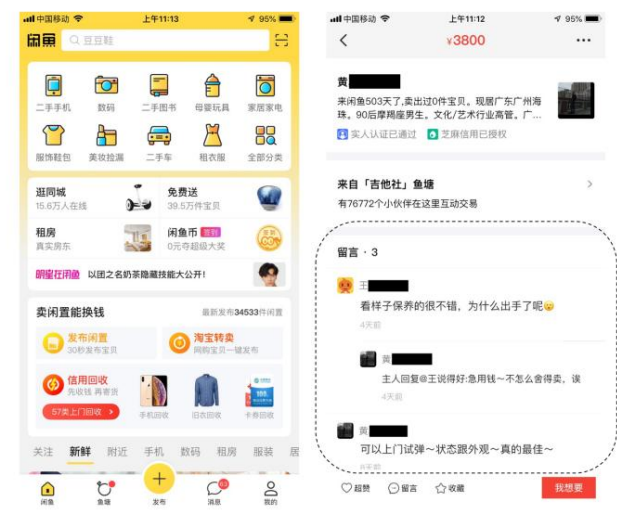 中国移动
上午11:13
95%
闲鱼
豆豆鞋
二手手机
数码
二手图书
母婴玩具
家居家电
服饰鞋包
美妆捡漏
二手车
租衣服
全部分类
逛同城
15.6万人在线
免费送
39.5万件宝贝
租房
真实房东
闲鱼币 签到
0元夺超级大奖
明星在闲鱼 以团之名奶茶隐藏技能大公开!
卖闲置能换钱
最新发布34533件闲置
发布闲置
30秒发布宝贝
淘宝转卖
网购宝贝一键发布
信用回收
先收钱 再寄货
57类上门回收 >
手机回收
旧衣回收
卡券回收
关注 新鲜 附近 手机 数码 租房 服装 居
闲鱼
鱼塘
发布
消息
我的
中国移动
上午11:12
95%
¥3800
黄
来闲鱼503天了,卖出过0件宝贝。现居广东广州海
珠。90后摩羯座男生。文化/艺术行业高管。广...
实人认证已通过 芝麻信用已授权
来自「吉他社」鱼塘
有76772个小伙伴在这里互动交易
留言 · 3
王
看样子保养的很不错,为什么出手了呢
4天前
黄
主人回复@王说得好:急用钱~不怎么舍得卖,诶
4天前
黄
可以上门试弹~状态跟外观~真的最佳~
超赞
留言
收藏
我想要